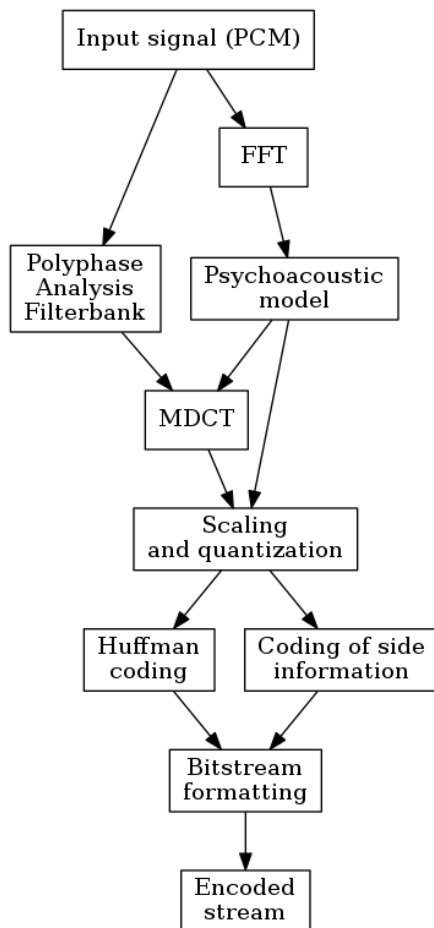 Input signal (PCM)
FFT
Polyphase
Analysis
Filterbank
Psychoacoustic
model
MDCT
Scaling
and quantization
Huffman
coding
Coding of side
information
Bitstream
formatting
Encoded
stream